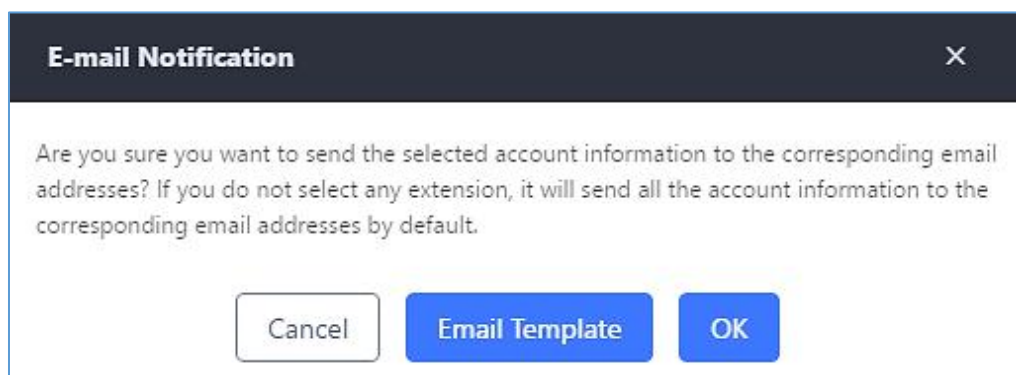 E-mail Notification
Are you sure you want to send the selected account information to the corresponding email
addresses? If you do not select any extension, it will send all the account information to the
corresponding email addresses by default.
Cancel Email Template OK